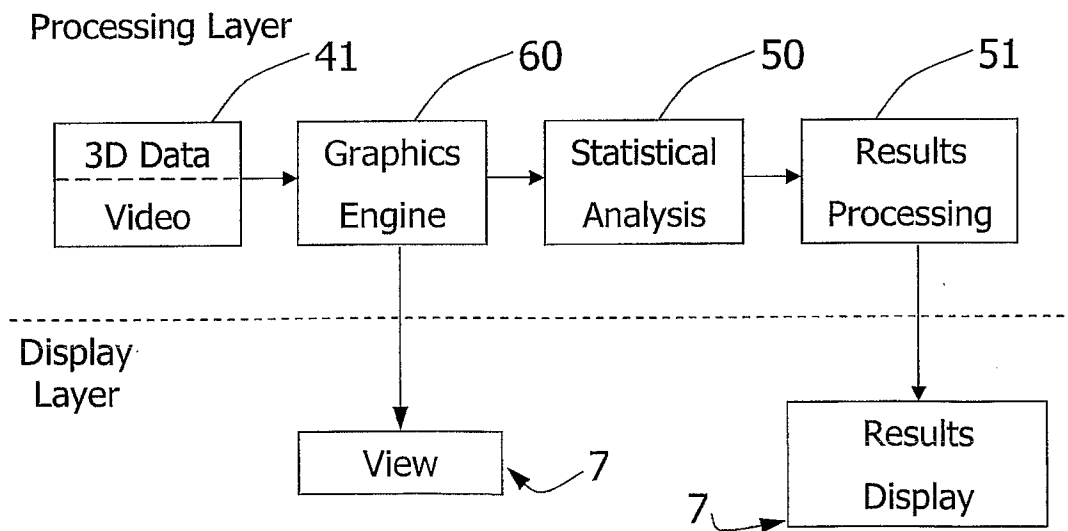 Processing Layer
41
60
50
51
3D Data
Video
Graphics
Engine
Statistical
Analysis
Results
Processing
Display
Layer
View
7
Results
Display
7